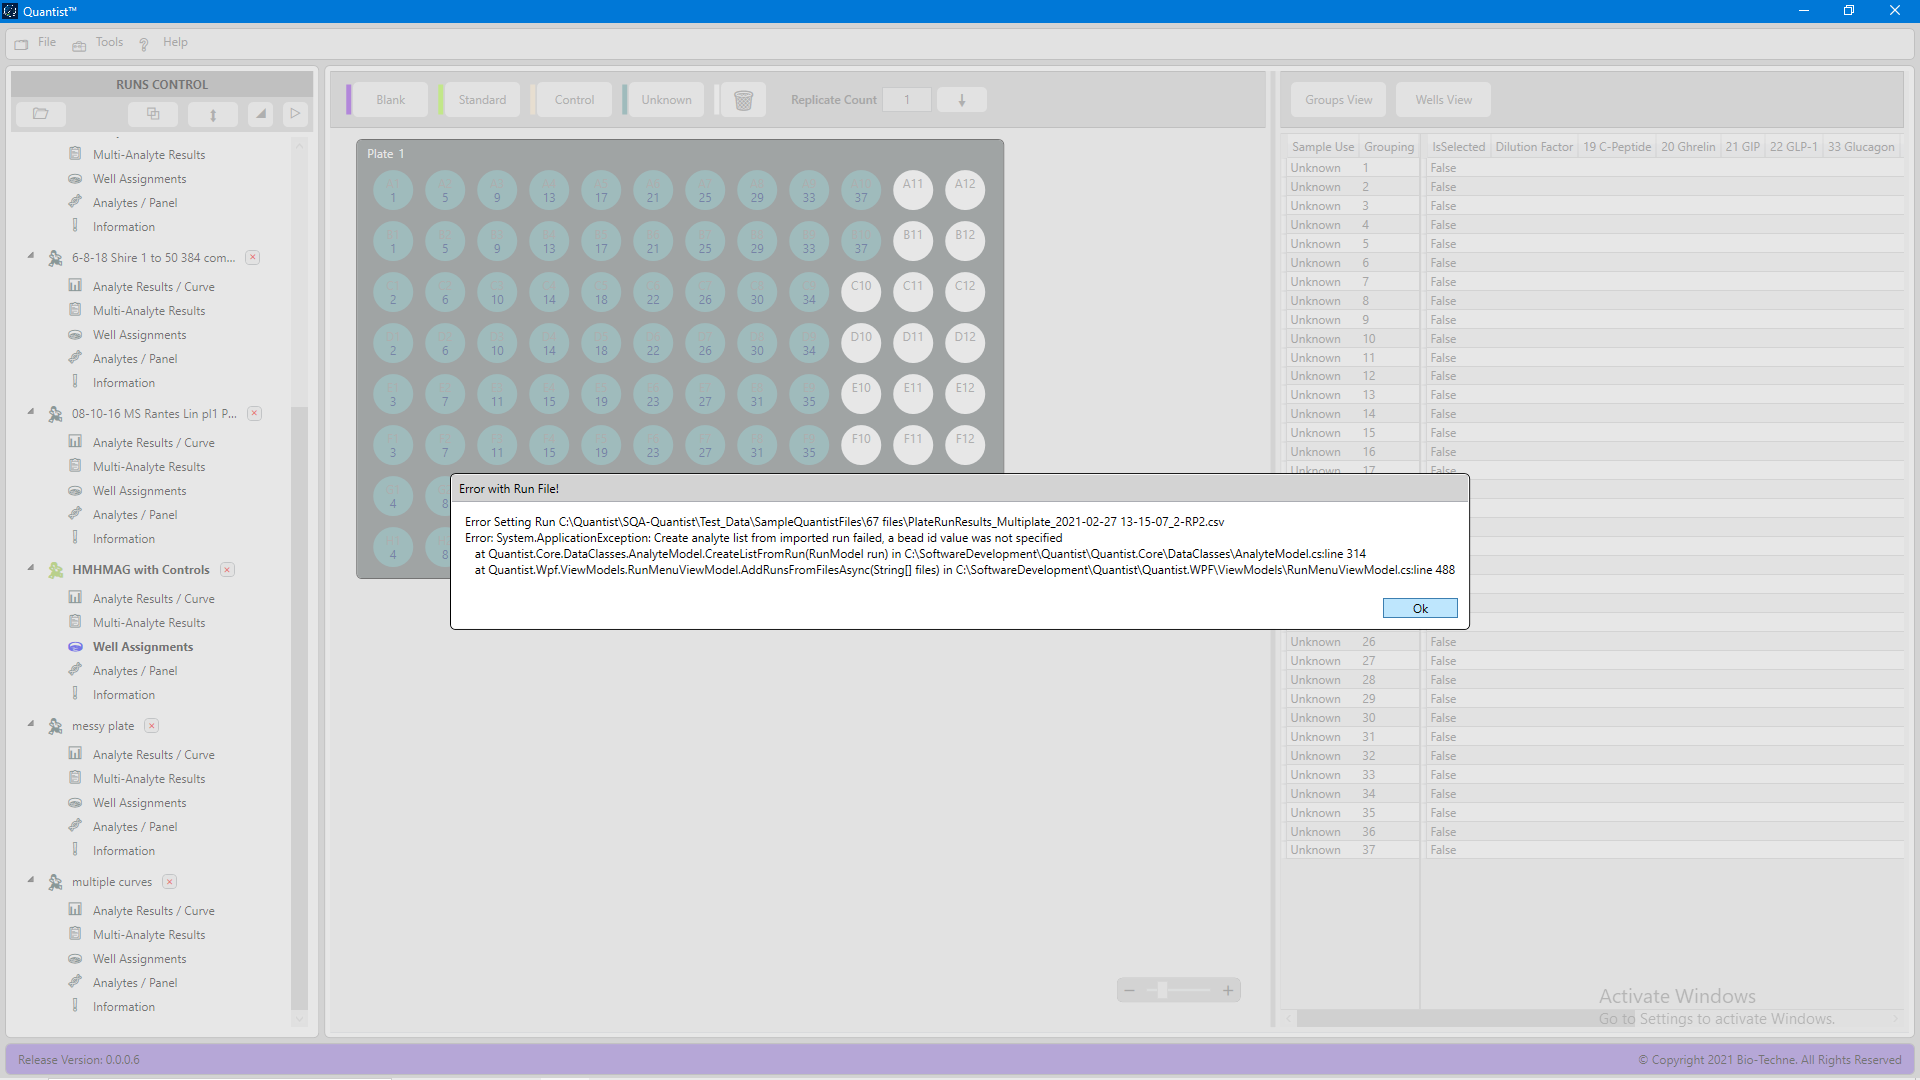 Quantist™
File Tools Help
RUNS CONTROL
Multi-Analyte Results
Well Assignments
Analytes / Panel
Information
6-8-18 Shire 1 to 50 384 com...
Analyte Results / Curve
Multi-Analyte Results
Well Assignments
Analytes / Panel
Information
08-10-16 MS Rantes Lin pl1 P...
Analyte Results / Curve
Multi-Analyte Results
Well Assignments
Analytes / Panel
Information
HMHMAG with Controls
Analyte Results / Curve
Multi-Analyte Results
Well Assignments
Analytes / Panel
Information
messy plate
Analyte Results / Curve
Multi-Analyte Results
Well Assignments
Analytes / Panel
Information
multiple curves
Analyte Results / Curve
Multi-Analyte Results
Well Assignments
Analytes / Panel
Information
Blank Standard Control Unknown Replicate Count 1
Plate 1
A11 A12
1 5 9 13 17 21 25 29 33 37
B11 B12
1 5 9 13 17 21 25 29 33 37
C10 C11 C12
2 6 10 14 18 22 26 30 34
D10 D11 D12
2 6 10 14 18 22 26 30 34
E10 E11 E12
3 7 11 15 19 23 27 31 35
F10 F11 F12
3 7 11 15 19 23 27 31 35
4 8
4 8
Error with Run File!
Error Setting Run C:\Quantist\SQA-Quantist\Test_Data\SampleQuantistFiles\67 files\PlateRunResults_Multiplate_2021-02-27 13-15-07_2-RP2.csv
Error: System.ApplicationException: Create analyte list from imported run failed, a bead id value was not specified
at Quantist.Core.DataClasses.AnalyteModel.CreateListFromRun(RunModel run) in C:\SoftwareDevelopment\Quantist\Quantist.Core\DataClasses\AnalyteModel.cs:line 314
at Quantist.Wpf.ViewModels.RunMenuViewModel.AddRunsFromFilesAsync(String[] files) in C:\SoftwareDevelopment\Quantist\Quantist.WPF\ViewModels\RunMenuViewModel.cs:line 488
Ok
Groups View Wells View
Sample Use Grouping IsSelected Dilution Factor 19 C-Peptide 20 Ghrelin 21 GIP 22 GLP-1 33 Glucagon
Unknown 1 False
Unknown 2 False
Unknown 3 False
Unknown 4 False
Unknown 5 False
Unknown 6 False
Unknown 7 False
Unknown 8 False
Unknown 9 False
Unknown 10 False
Unknown 11 False
Unknown 12 False
Unknown 13 False
Unknown 14 False
Unknown 15 False
Unknown 16 False
Unknown 17 False
Unknown 26 False
Unknown 27 False
Unknown 28 False
Unknown 29 False
Unknown 30 False
Unknown 31 False
Unknown 32 False
Unknown 33 False
Unknown 34 False
Unknown 35 False
Unknown 36 False
Unknown 37 False
Activate Windows
Go to Settings to activate Windows.
Release Version: 0.0.0.6
© Copyright 2021 Bio-Techne. All Rights Reserved